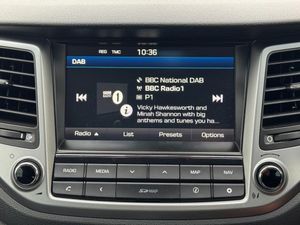 REG TMC 10:36
DAB
BBC National DAB
BBC Radio1
P1
Vicky Hawkesworth and
Minah Shannon with big
anthems and tunes you ha...
Radio List Presets Options
RADIO MEDIA NAV
SD MAP